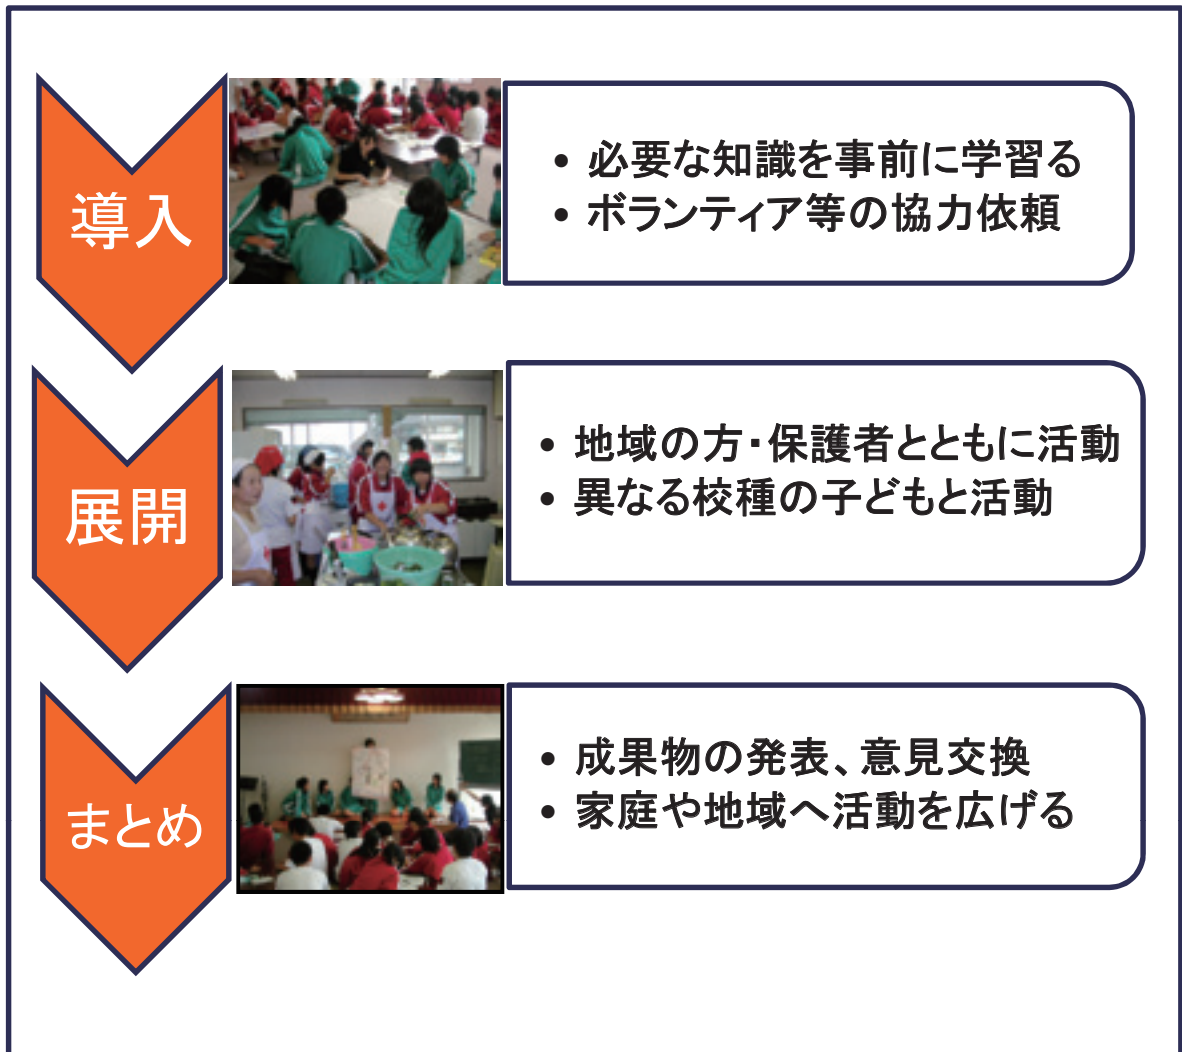 導入
• 必要な知識を事前に学習る
• ボランティア等の協力依頼
展開
• 地域の方・保護者とともに活動
• 異なる校種の子どもと活動
まとめ
• 成果物の発表、意見交換
• 家庭や地域へ活動を広げる